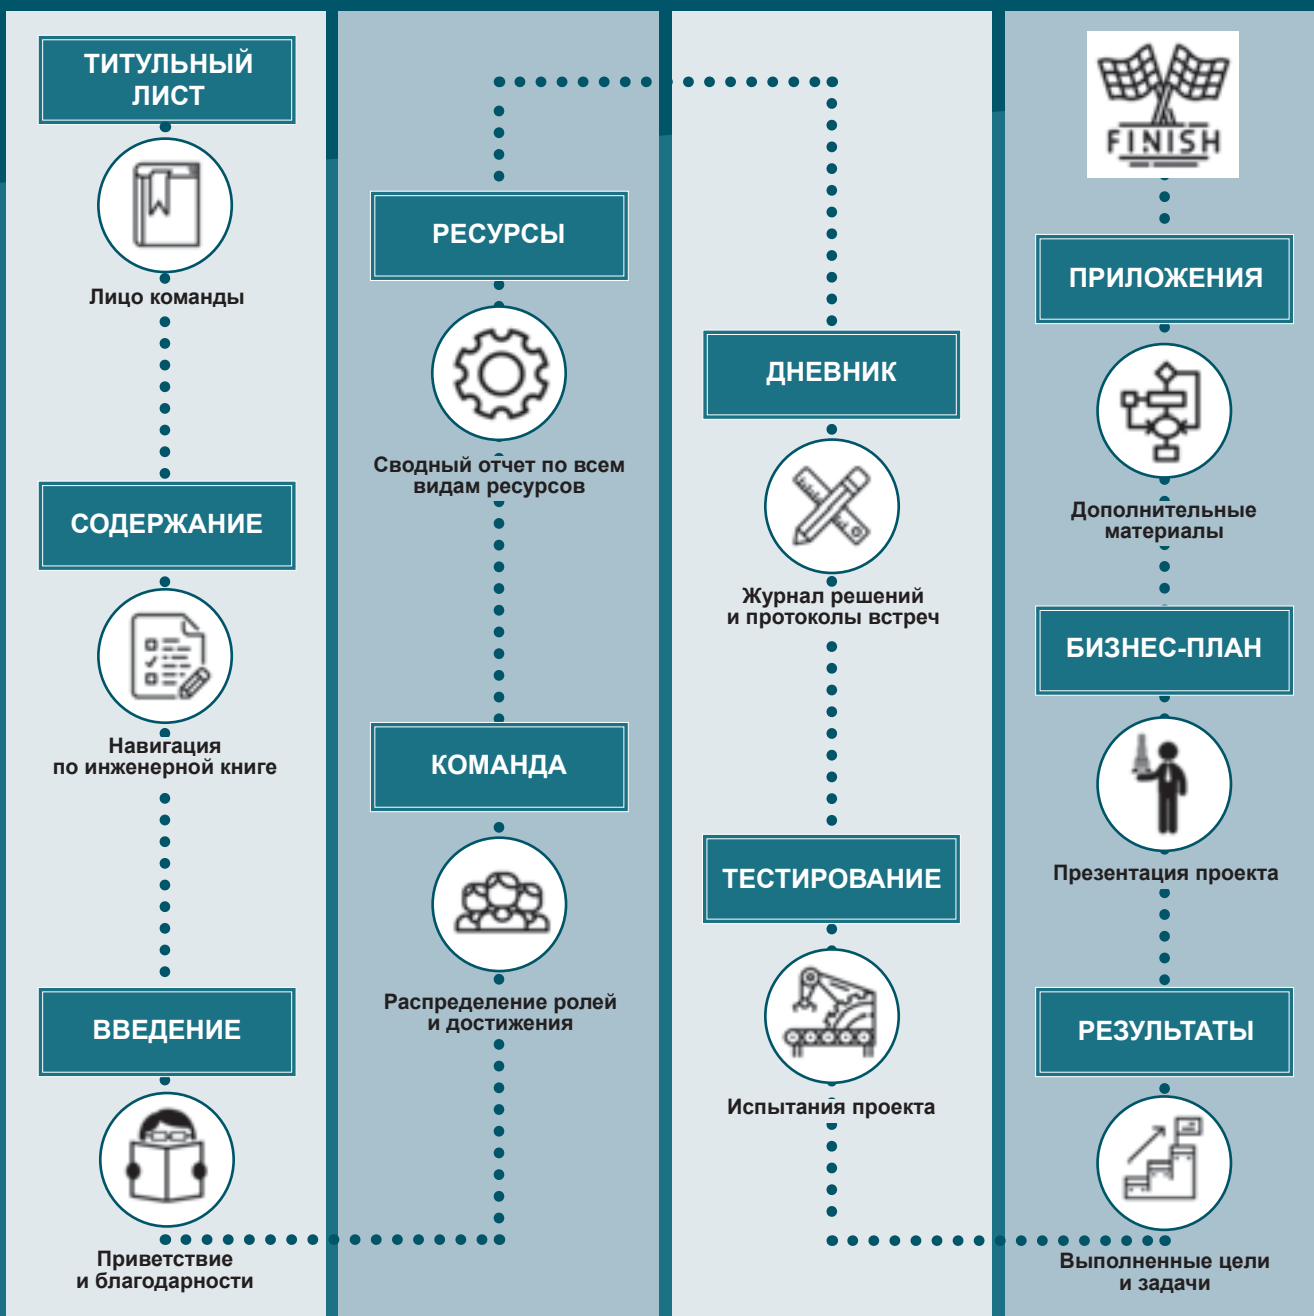 ТИТУЛЬНЫЙ
ЛИСТ
Лицо команды
СОДЕРЖАНИЕ
Навигация
по инженерной книге
ВВЕДЕНИЕ
Приветствие
и благодарности
РЕСУРСЫ
Сводный отчет по всем
видам ресурсов
КОМАНДА
Распределение ролей
и достижения
ДНЕВНИК
Журнал решений
и протоколы встреч
ТЕСТИРОВАНИЕ
Испытания проекта
FINISH
ПРИЛОЖЕНИЯ
Дополнительные
материалы
БИЗНЕС-ПЛАН
Презентация проекта
РЕЗУЛЬТАТЫ
Выполненные цели
и задачи